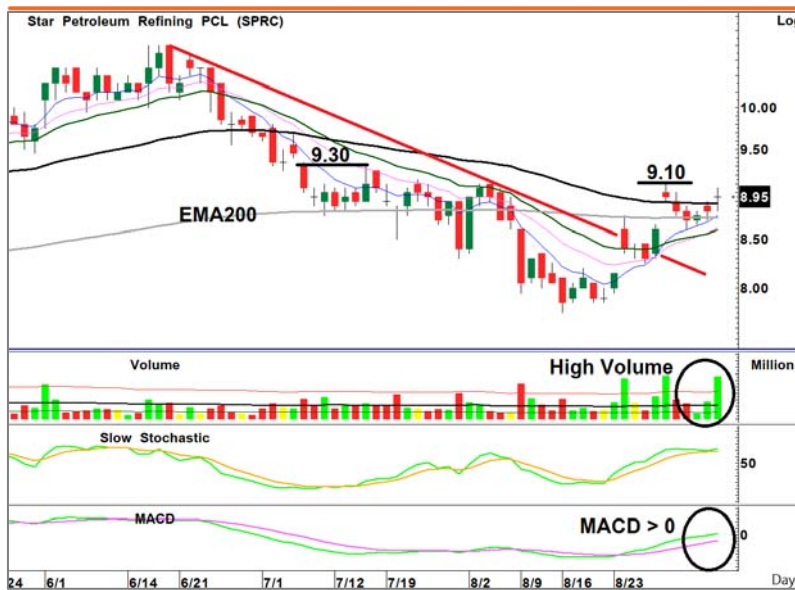 Star Petroleum Refining PCL (SPRC)
Log
10.00
9.50
9.30
9.10
8.95
EMA200
8.50
8.00
Volume
High Volume
Million
Slow Stochastic
50
MACD
MACD > 0
0
24 6/1 6/14 6/21 7/1 7/12 7/19 8/2 8/9 8/16 8/23 Day